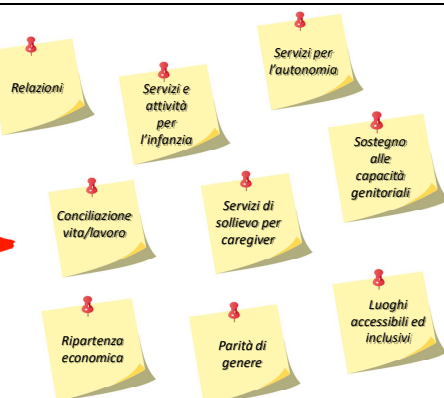 Relazioni
Servizi e
attività
per
l'infanzia
Servizi per
l'autonomia
Sostegno
alle
capacità
genitoriali
Conciliazione
vita/lavoro
Servizi di
sollievo per
caregiver
Ripartenza
economica
Parità di
genere
Luoghi
accessibili ed
inclusivi